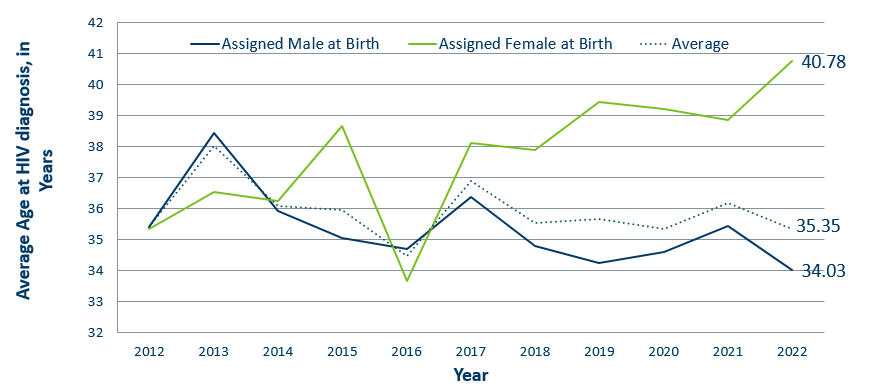 Average Age at HIV diagnosis, in
Years
42
41
40
39
38
37
36
35
34
33
32
Assigned Male at Birth Assigned Female at Birth Average
40.78
35.35
34.03
2012 2013 2014 2015 2016 2017 2018 2019 2020 2021 2022
Year